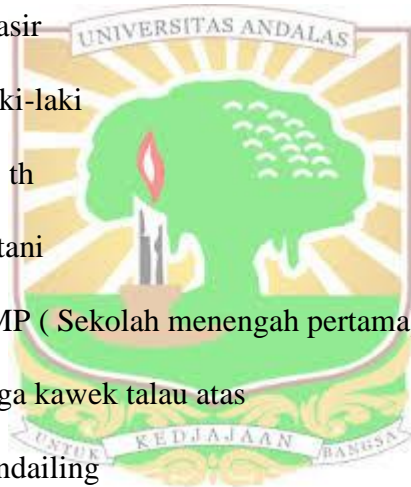 asir
UNIVERSITAS ANDALAS
ki-laki
th
tani
MP ( Sekolah menengah pertama
ga kawek talau atas
UNTUK KEDJAJAAN BANGSA
ndailing